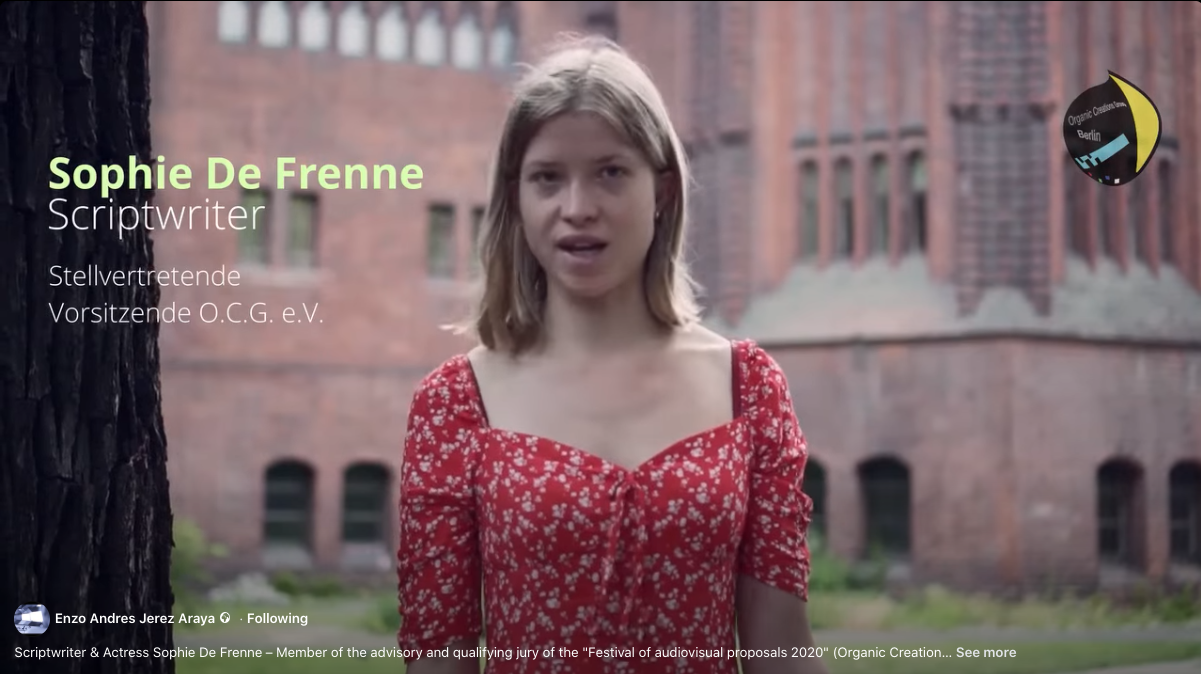 Sophie De Frenne
Scriptwriter
Stellvertretende
Vorsitzende O.C.G. e.V.
Organic Creations
Berlin
Enzo Andres Jerez Araya · Following
Scriptwriter & Actress Sophie De Frenne – Member of the advisory and qualifying jury of the "Festival of audiovisual proposals 2020" (Organic Creation... See more